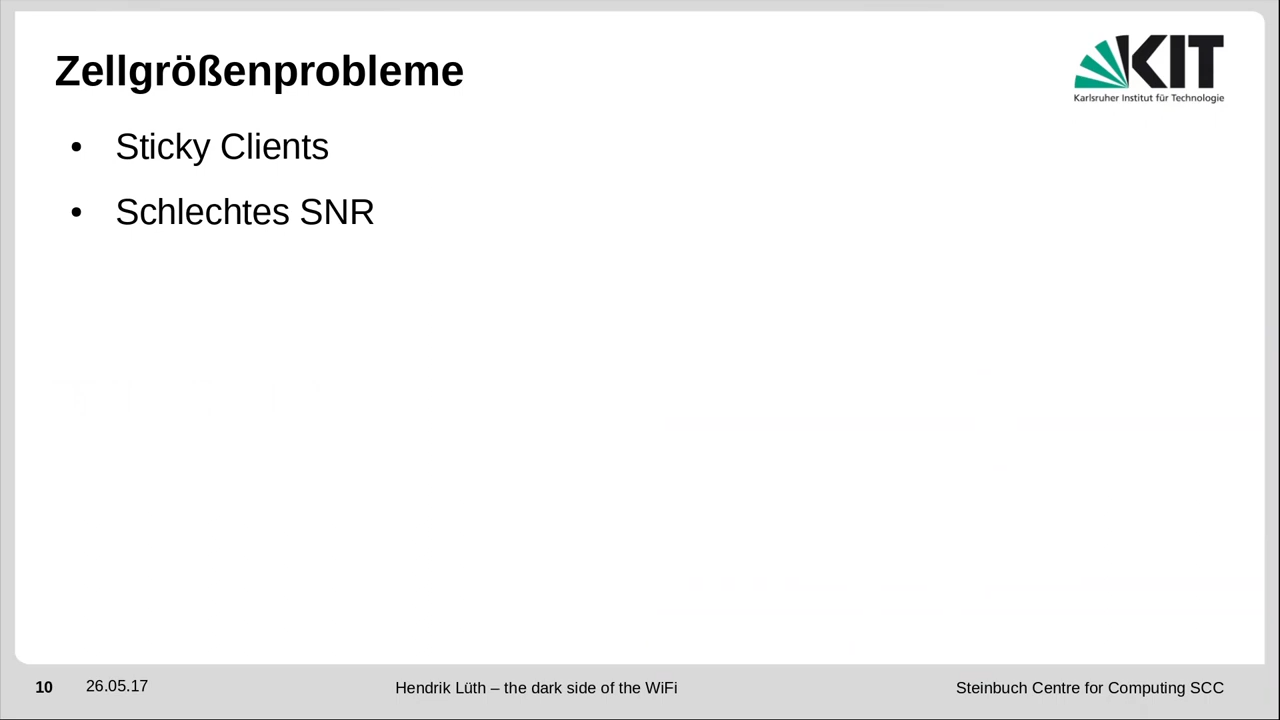 Zellgrößenprobleme
KIT
Karlsruher Institut für Technologie
• Sticky Clients
• Schlechtes SNR
10 26.05.17 Hendrik Lüth – the dark side of the WiFi Steinbuch Centre for Computing SCC